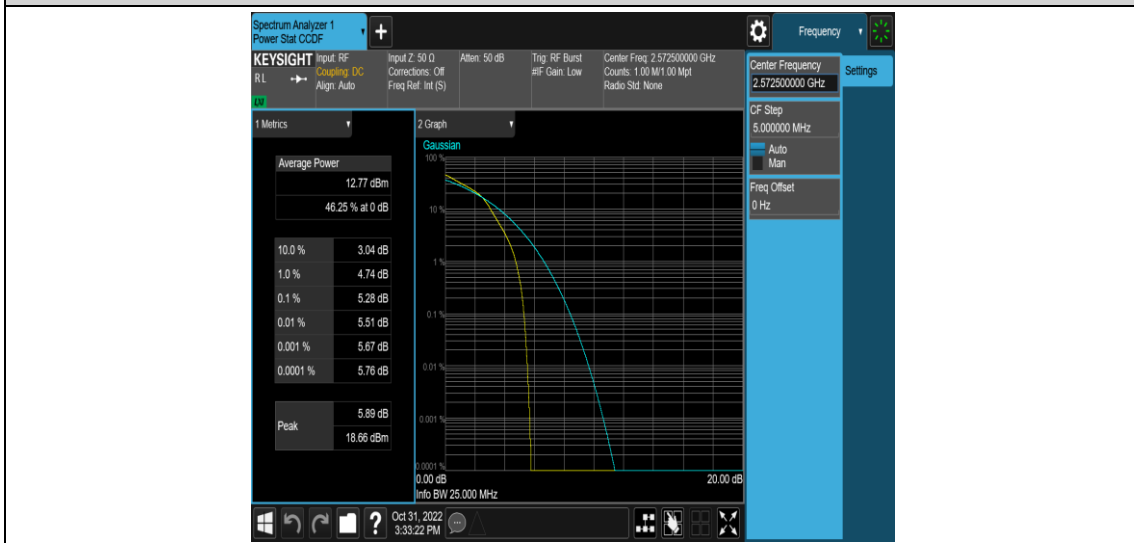 Spectrum Analyzer 1
Power Stat CCDF
+
Frequency
KEYSIGHT
RL
LXI
Input: RF
Coupling: DC
Align: Auto
Input Z: 50 Ω
Corrections: Off
Freq Ref: Int (S)
Atten: 50 dB
Trig: RF Burst
#IF Gain: Low
Center Freq: 2.572500000 GHz
Counts: 1.00 M/1.00 Mpt
Radio Std: None
Center Frequency
2.572500000 GHz
Settings
CF Step
5.000000 MHz
Auto
Man
Freq Offset
0 Hz
1 Metrics
Average Power
12.77 dBm
46.25 % at 0 dB
10.0 % 3.04 dB
1.0 % 4.74 dB
0.1 % 5.28 dB
0.01 % 5.51 dB
0.001 % 5.67 dB
0.0001 % 5.76 dB
Peak 5.89 dB
18.66 dBm
2 Graph
Gaussian
100 %
10 %
1 %
0.1 %
0.01 %
0.001 %
0.0001 %
0.00 dB 20.00 dB
Info BW 25.000 MHz
?
Oct 31, 2022
3:33:22 PM